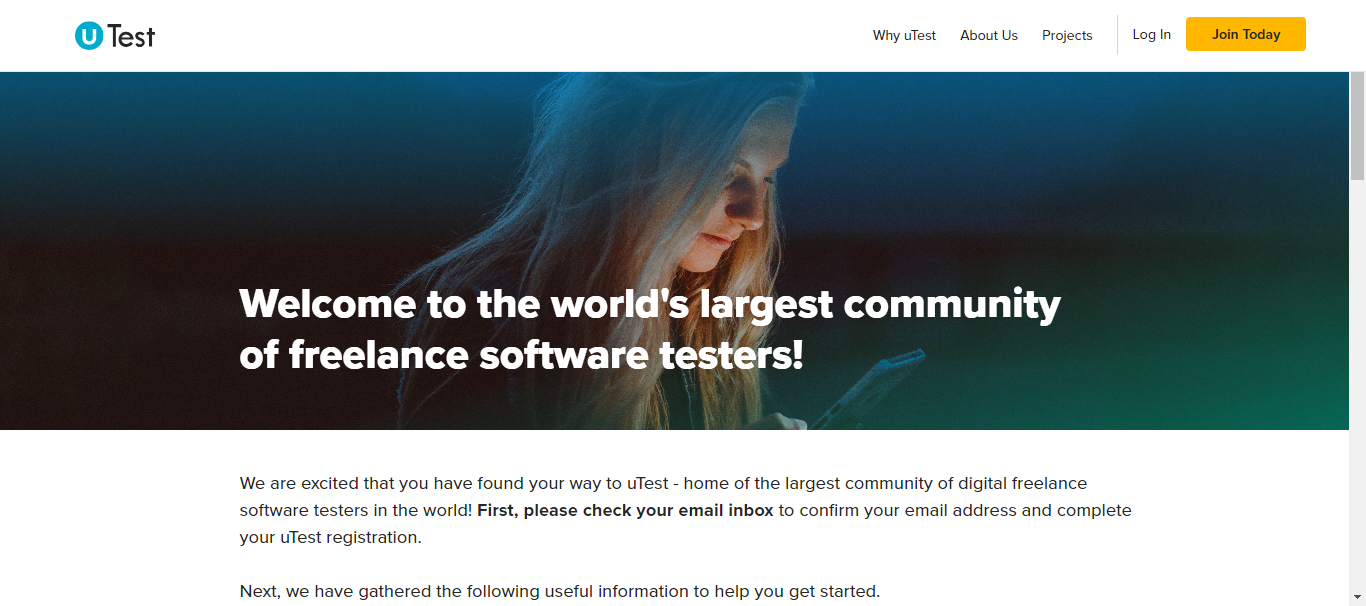 uTest
Why uTest
About Us
Projects
Log In
Join Today
Welcome to the world's largest community
of freelance software testers!
We are excited that you have found your way to uTest - home of the largest community of digital freelance
software testers in the world! First, please check your email inbox to confirm your email address and complete
your uTest registration.
Next, we have gathered the following useful information to help you get started.